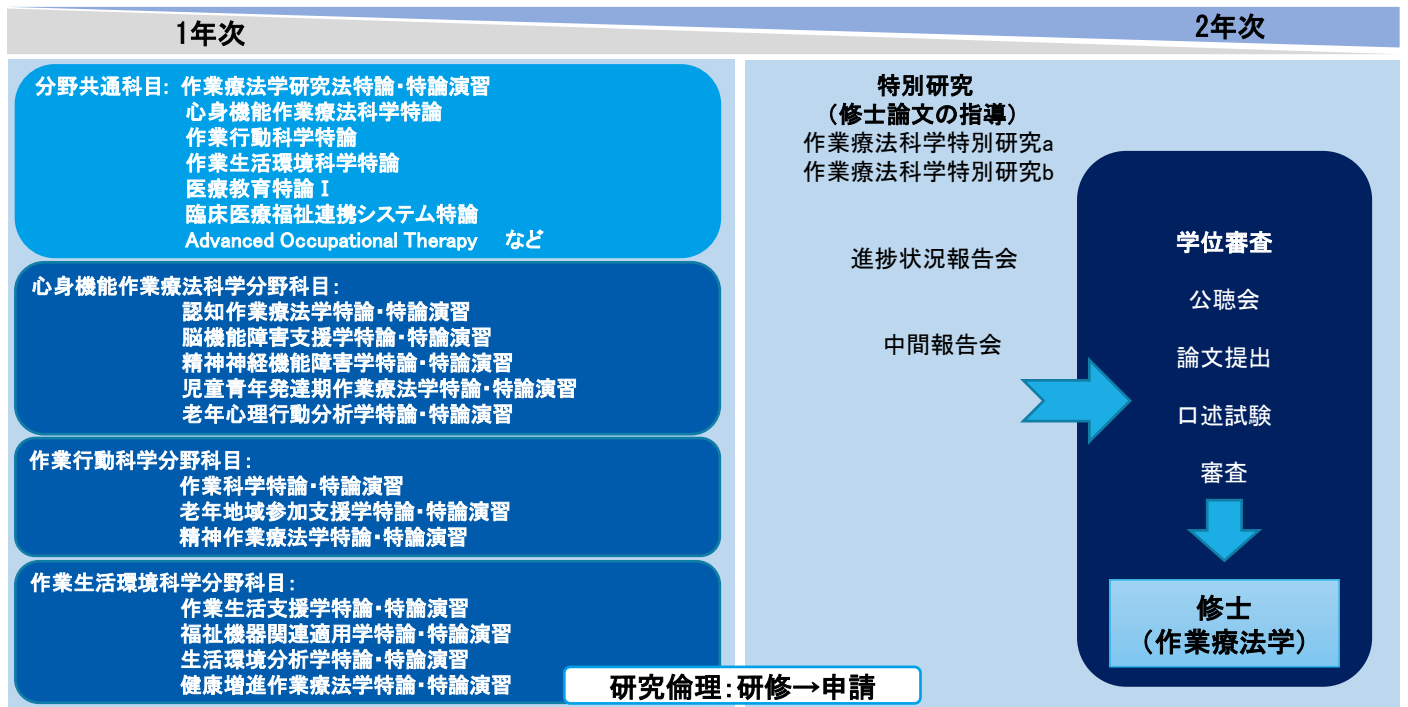 1年次
2年次
分野共通科目: 作業療法学研究法特論・特論演習
心身機能作業療法科学特論
作業行動科学特論
作業生活環境科学特論
医療教育特論Ⅰ
臨床医療福祉連携システム特論
Advanced Occupational Therapy など
心身機能作業療法科学分野科目:
認知作業療法学特論・特論演習
脳機能障害支援学特論・特論演習
精神神経機能障害学特論・特論演習
児童青年発達期作業療法学特論・特論演習
老年心理行動分析学特論・特論演習
作業行動科学分野科目:
作業科学特論・特論演習
老年地域参加支援学特論・特論演習
精神作業療法学特論・特論演習
作業生活環境科学分野科目:
作業生活支援学特論・特論演習
福祉機器関連適用学特論・特論演習
生活環境分析学特論・特論演習
健康増進作業療法学特論・特論演習
研究倫理:研修→申請
特別研究
(修士論文の指導)
作業療法科学特別研究a
作業療法科学特別研究b
進捗状況報告会
中間報告会
学位審査
公聴会
論文提出
口述試験
審査
修士
(作業療法学)